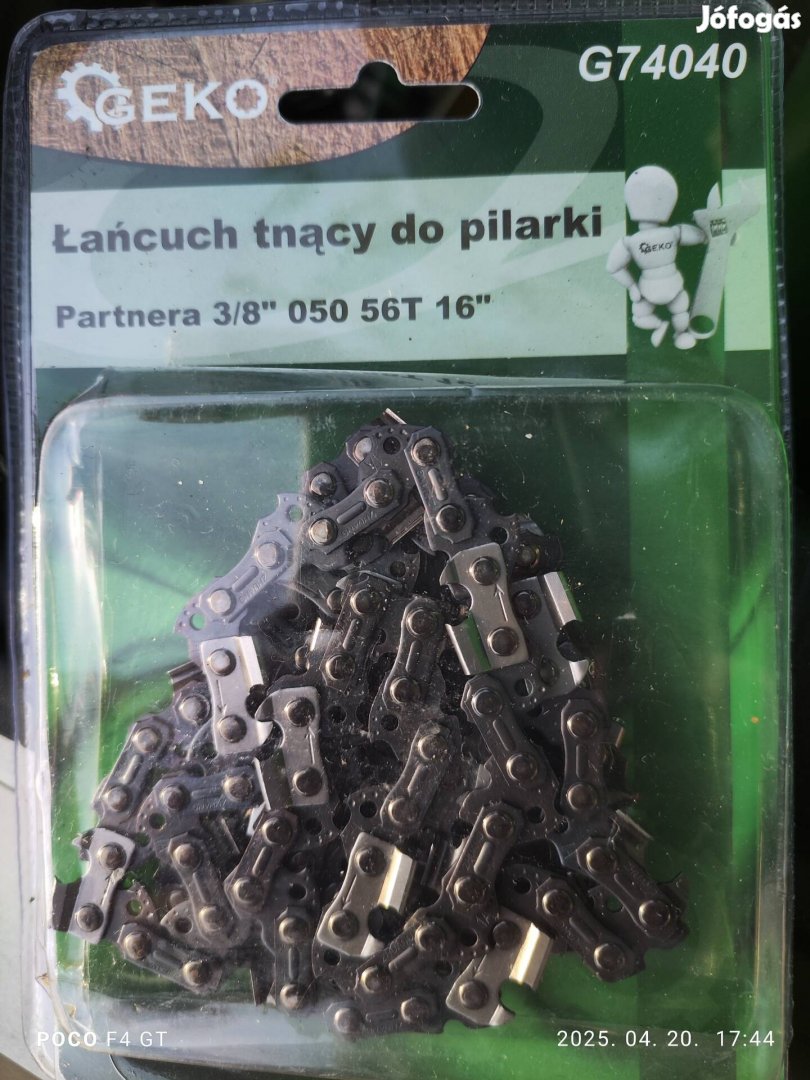 Jófogás
G74040
GEKO
Łańcuch tnący do pilarki
GEKO
Partnera 3/8" 050 56T 16"
POCO F4 GT
2025. 04. 20. 17:44